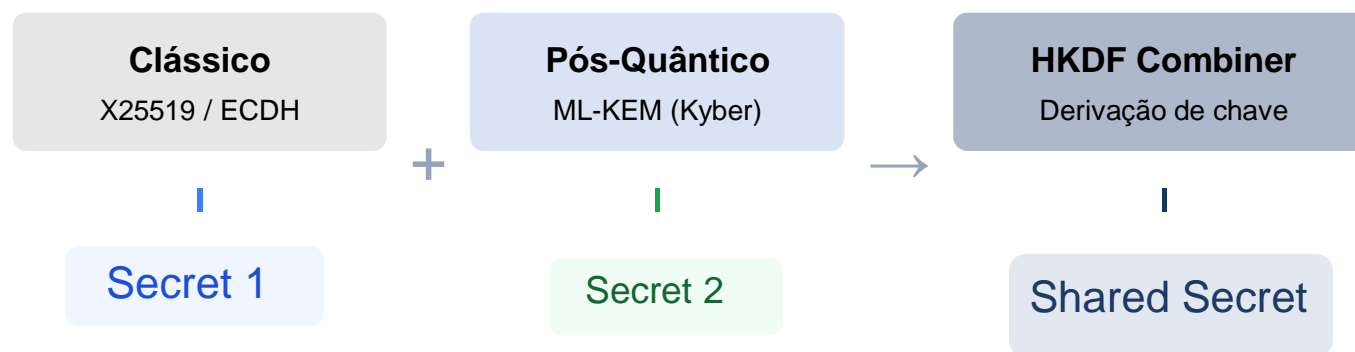 Clássico
X25519 / ECDH
+
Pós-Quântico
ML-KEM (Kyber)
→
HKDF Combiner
Derivação de chave
Secret 1
Secret 2
Shared Secret